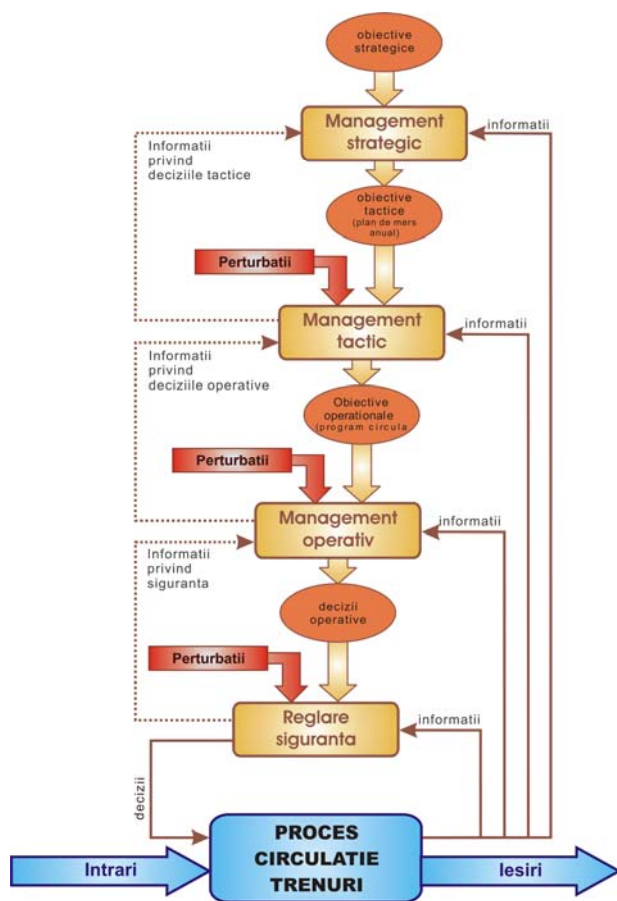 obiective
strategice
Management
strategic
informatii
Informatii
privind
deciziile tactice
obiective
tactice
(plan de mers
anual)
Perturbatii
Management
tactic
informatii
Informatii
privind
deciziile operative
Obiective
operationale
(program circula
Perturbatii
Management
operativ
informatii
Informatii
privind
siguranta
decizii
operative
Perturbatii
Reglare
siguranta
informatii
decizii
PROCES
CIRCULATIE
TRENURI
Intrari
Iesiri